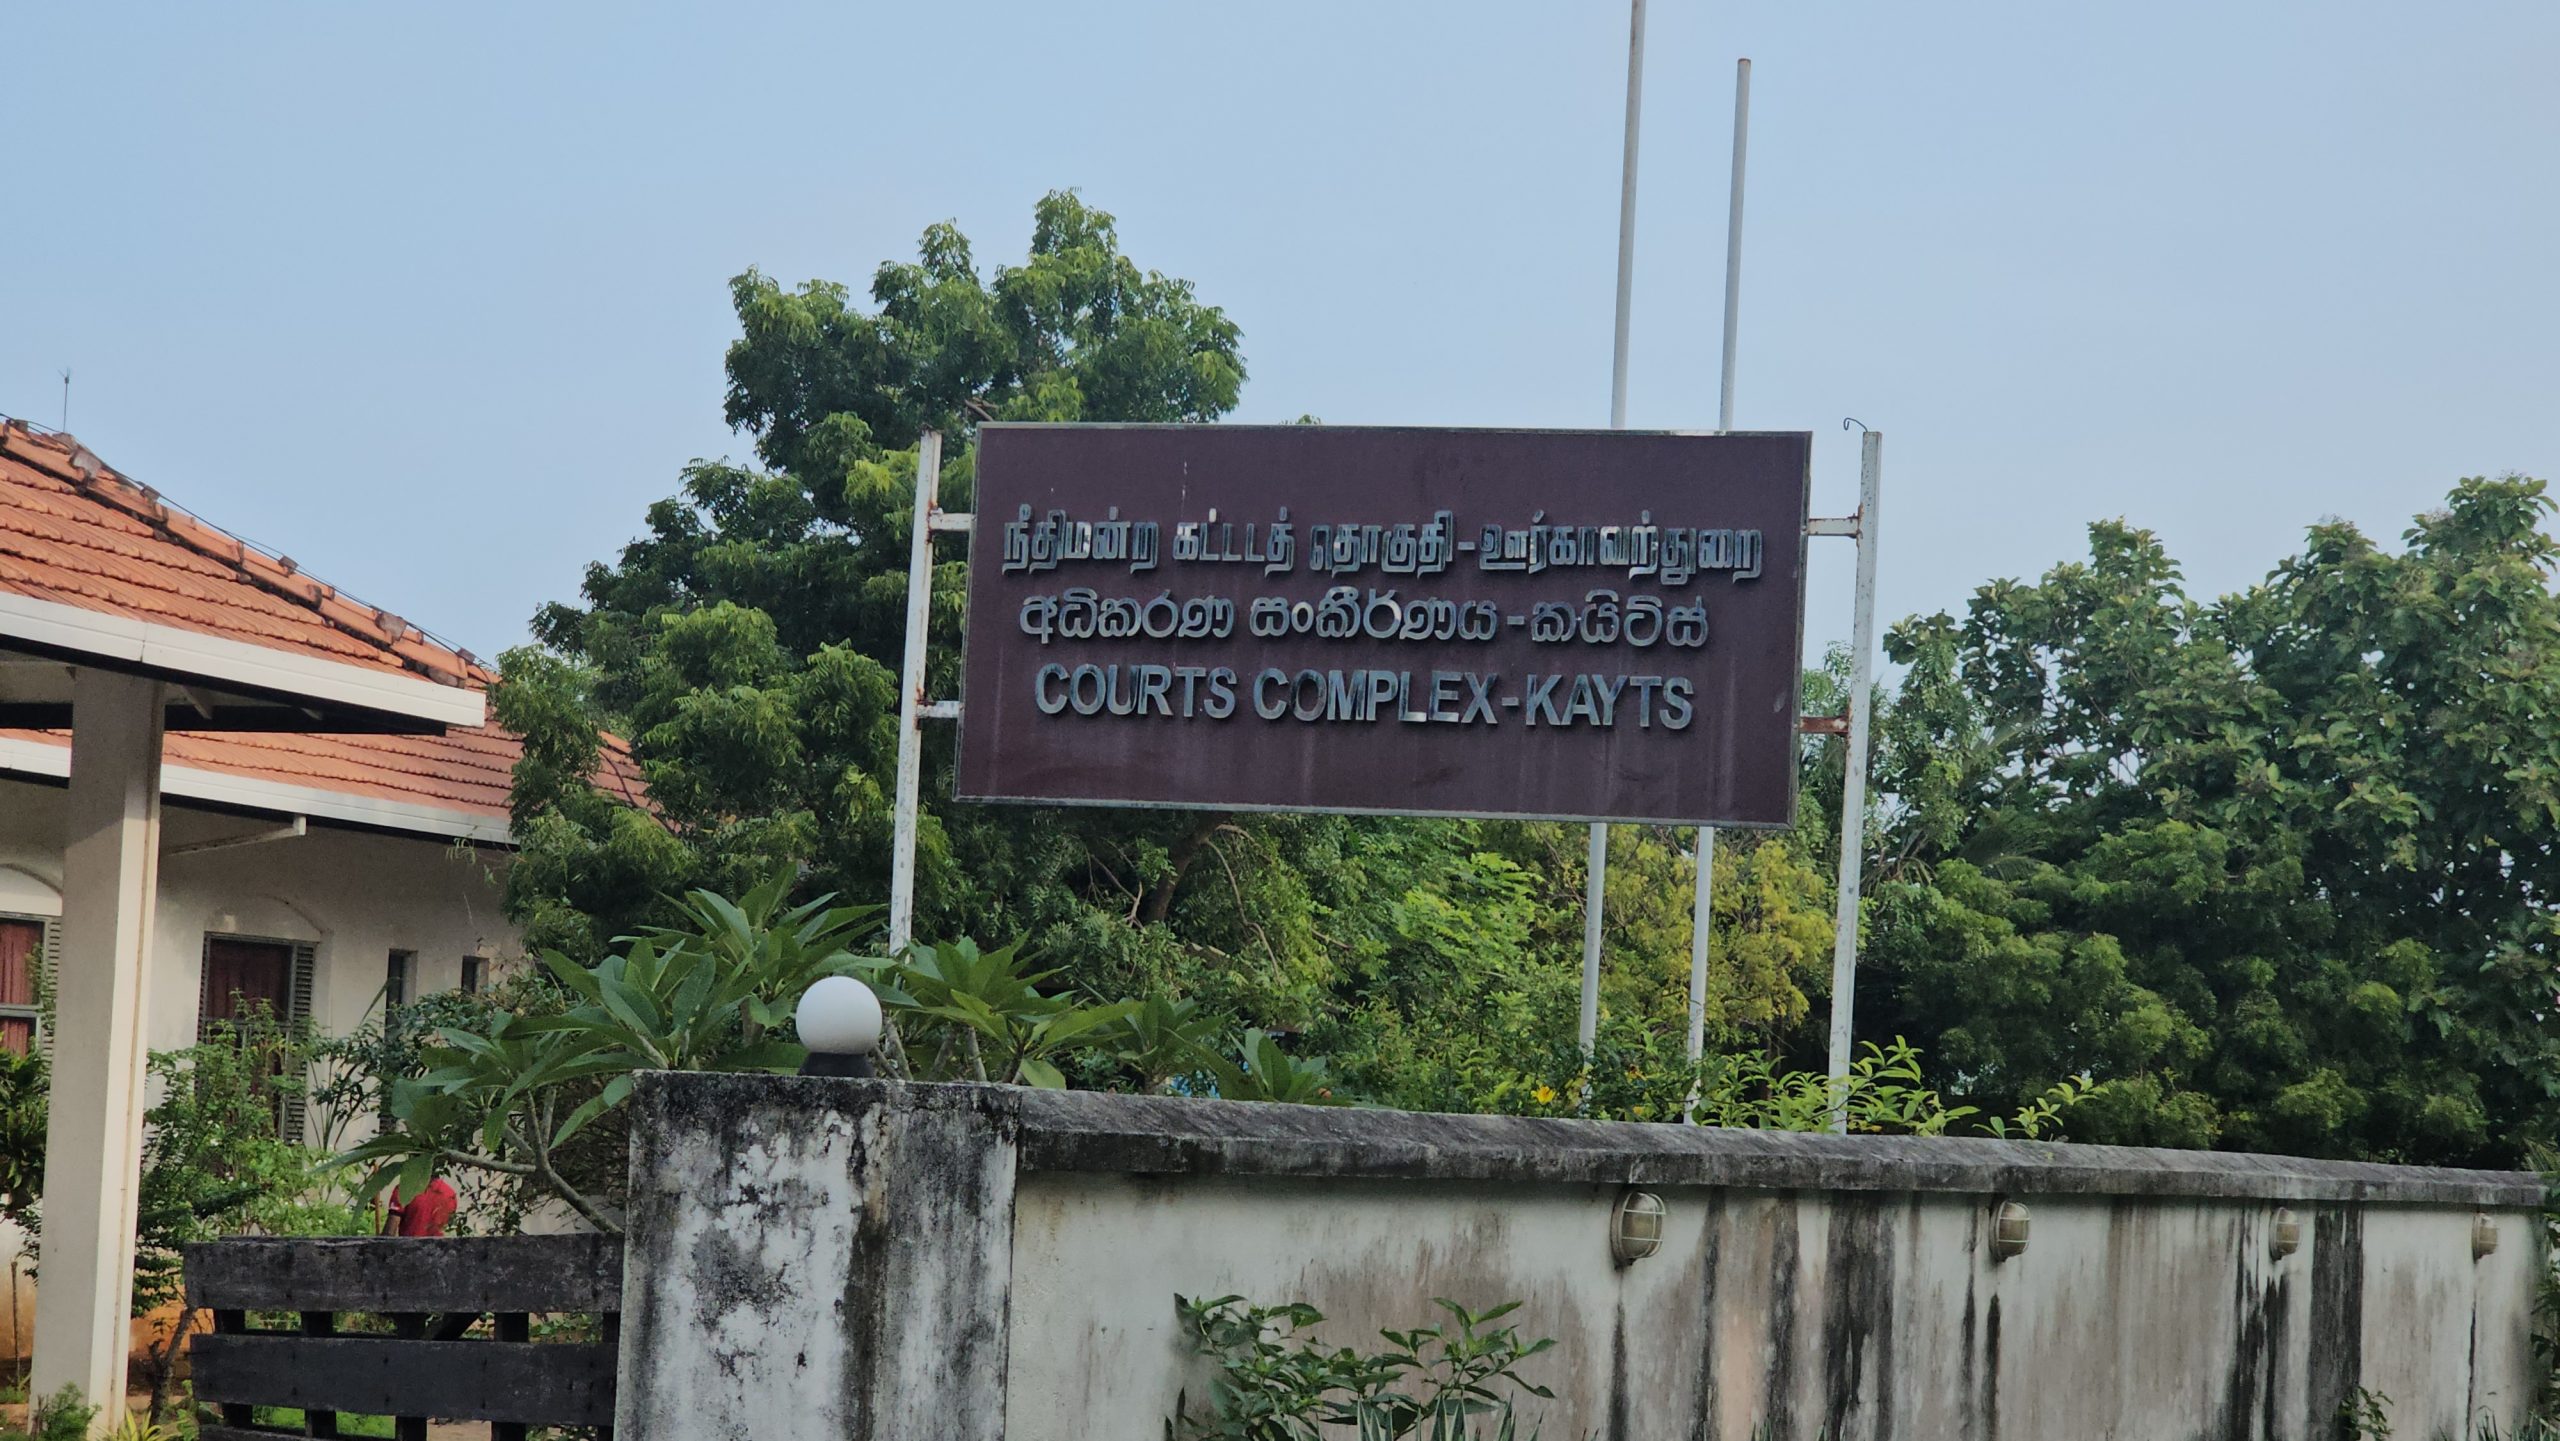 நீதிமன்ற கட்டடத் தொகுதி-ஊர்காவற்துறை
අධිකරණ සංකීර්ණය-කයිට්ස්
COURTS COMPLEX-KAYTS